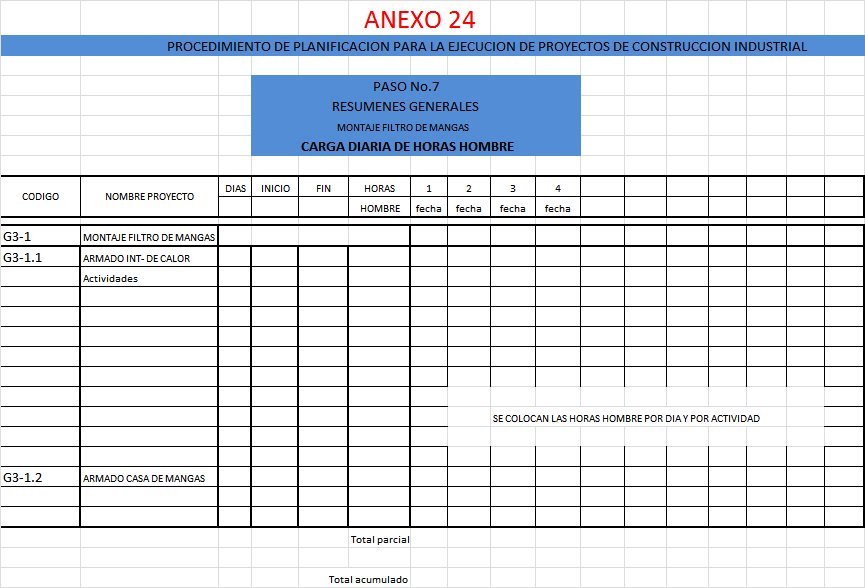 ANEXO 24
PROCEDIMIENTO DE PLANIFICACION PARA LA EJECUCION DE PROYECTOS DE CONSTRUCCION INDUSTRIAL
PASO No.7
RESUMENES GENERALES
MONTAJE FILTRO DE MANGAS
CARGA DIARIA DE HORAS HOMBRE
CODIGO NOMBRE PROYECTO DIAS INICIO FIN HORAS 1 2 3 4
HOMBRE fecha fecha fecha fecha
G3-1 MONTAJE FILTRO DE MANGAS
G3-1.1 ARMADO INT- DE CALOR
Actividades
SE COLOCAN LAS HORAS HOMBRE POR DIA Y POR ACTIVIDAD
G3-1.2 ARMADO CASA DE MANGAS
Total parcial
Total acumulado